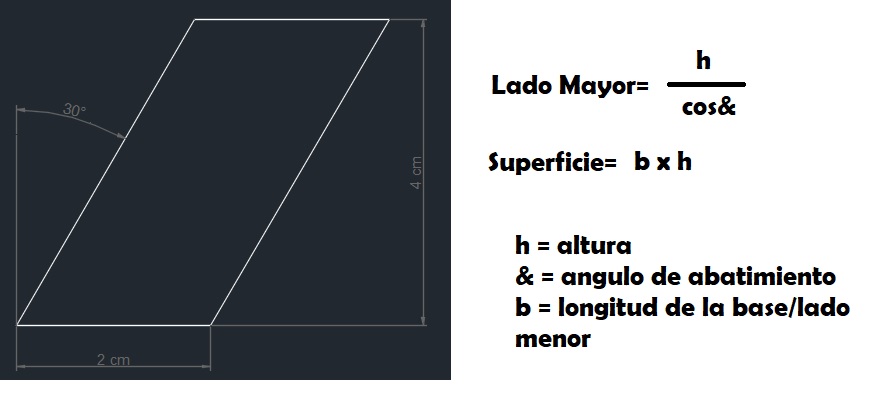 30°
4 cm
2 cm
Lado Mayor= h
cos&
Superficie= b x h
h = altura
& = angulo de abatimiento
b = longitud de la base/lado
menor